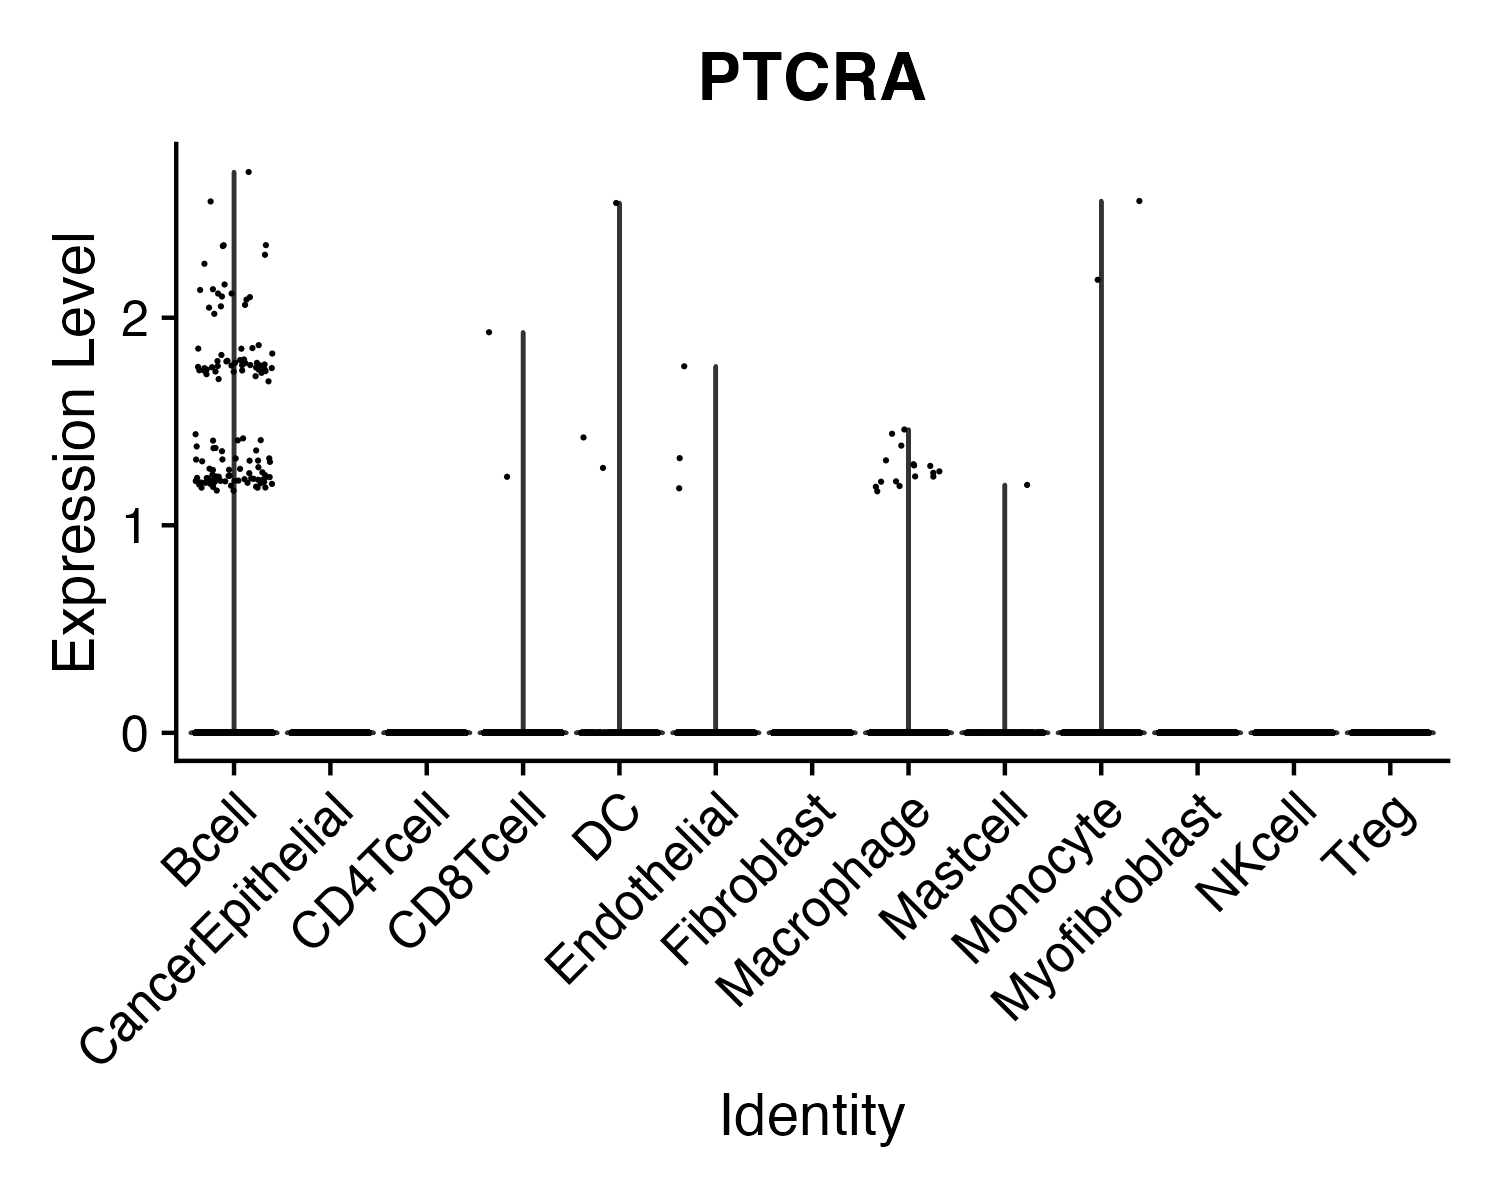 PTCRA
Expression Level
2
1
0
Bcell
CancerEpithelial
CD4Tcell
CD8Tcell
DC
Endothelial
Fibroblast
Macrophage
Mastcell
Monocyte
Myofibroblast
NKcell
Treg
Identity